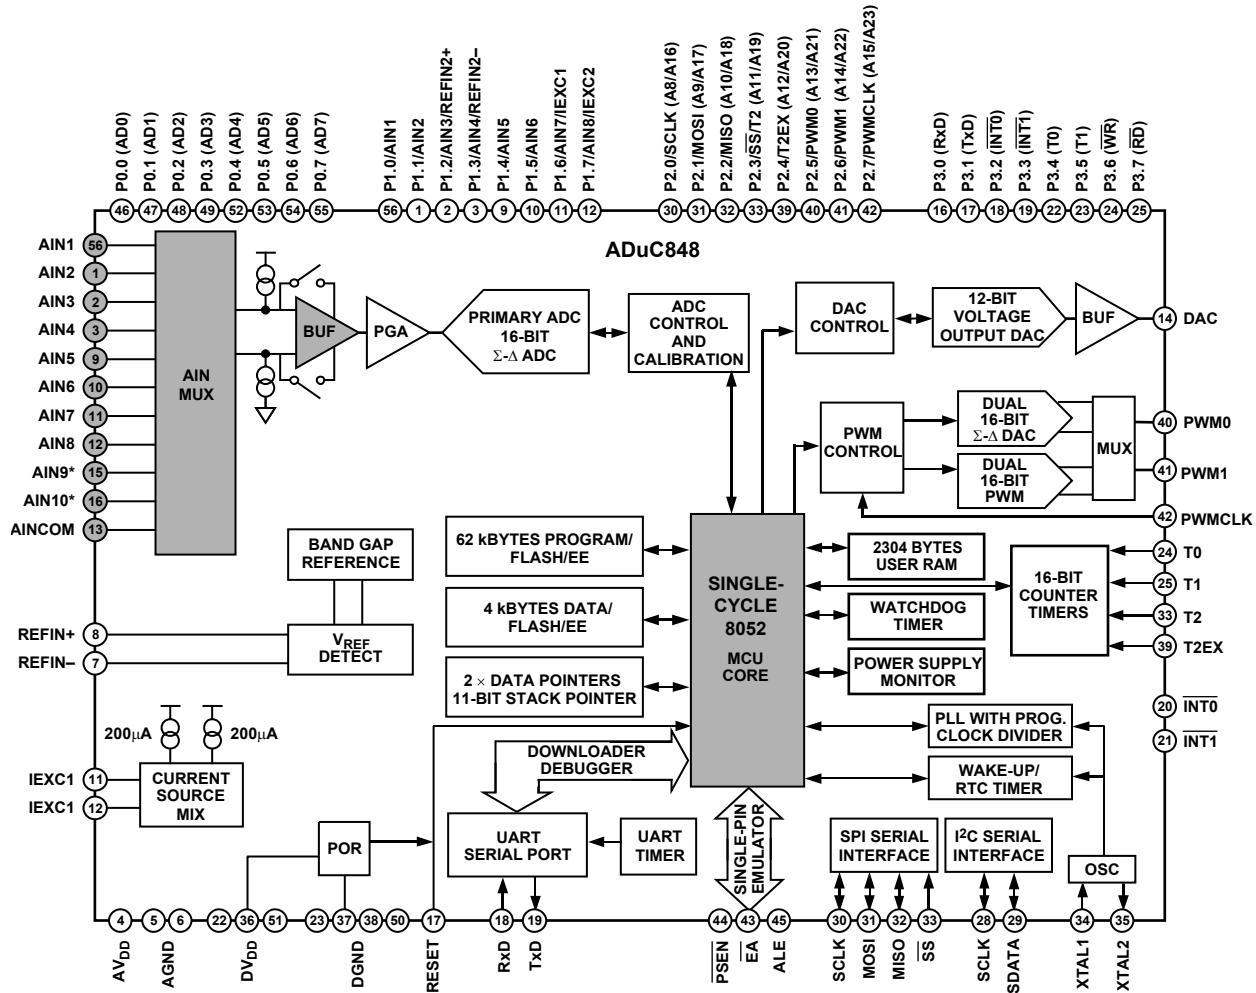 P0.0 (AD0)
P0.1 (AD1)
P0.2 (AD2)
P0.3 (AD3)
P0.4 (AD4)
P0.5 (AD5)
P0.6 (AD6)
P0.7 (AD7)
P1.0/AIN1
P1.1/AIN2
P1.2/AIN3/REFIN2+
P1.3/AIN4/REFIN2–
P1.4/AIN5
P1.5/AIN6
P1.6/AIN7/IEXC1
P1.7/AIN8/IEXC2
P2.0/SCLK (A8/A16)
P2.1/MOSI (A9/A17)
P2.2/MISO (A10/A18)
P2.3/SS/T2 (A11/A19)
P2.4/T2EX (A12/A20)
P2.5/PWM0 (A13/A21)
P2.6/PWM1 (A14/A22)
P2.7/PWMCLK (A15/A23)
P3.0 (RxD)
P3.1 (TxD)
P3.2 (INT0)
P3.3 (INT1)
P3.4 (T0)
P3.5 (T1)
P3.6 (WR)
P3.7 (RD)
46 47 48 49 52 53 54 55 56 1 2 3 9 10 11 12 30 31 32 33 39 40 41 42 16 17 18 19 22 23 24 25
ADuC848
AIN1 56
AIN2 1
AIN3 2
AIN4 3
AIN5 9
AIN6 10
AIN7 11
AIN8 12
AIN9* 15
AIN10* 16
AINCOM 13
AIN
MUX
BUF
PGA
PRIMARY ADC
16-BIT
Σ-Δ ADC
ADC
CONTROL
AND
CALIBRATION
DAC
CONTROL
12-BIT
VOLTAGE
OUTPUT DAC
BUF
14 DAC
PWM
CONTROL
DUAL
16-BIT
Σ-Δ DAC
DUAL
16-BIT
PWM
MUX
40 PWM0
41 PWM1
42 PWMCLK
BAND GAP
REFERENCE
VREF
DETECT
REFIN+ 8
REFIN– 7
62 kBYTES PROGRAM/
FLASH/EE
4 kBYTES DATA/
FLASH/EE
2 × DATA POINTERS
11-BIT STACK POINTER
SINGLE-
CYCLE
8052
MCU
CORE
2304 BYTES
USER RAM
WATCHDOG
TIMER
POWER SUPPLY
MONITOR
16-BIT
COUNTER
TIMERS
24 T0
25 T1
33 T2
39 T2EX
20 INT0
21 INT1
200μA
200μA
IEXC1 11
IEXC1 12
CURRENT
SOURCE
MIX
DOWNLOADER
DEBUGGER
PLL WITH PROG.
CLOCK DIVIDER
WAKE-UP/
RTC TIMER
POR
UART
SERIAL PORT
UART
TIMER
SINGLE-PIN
EMULATOR
SPI SERIAL
INTERFACE
I2C SERIAL
INTERFACE
OSC
4 5 6 22 36 51 23 37 38 50 17 18 19 44 43 45 30 31 32 33 28 29 34 35
AVDD
AGND
DVDD
DGND
RESET
RxD
TxD
PSEN
EA
ALE
SCLK
MOSI
MISO
SS
SCLK
SDATA
XTAL1
XTAL2